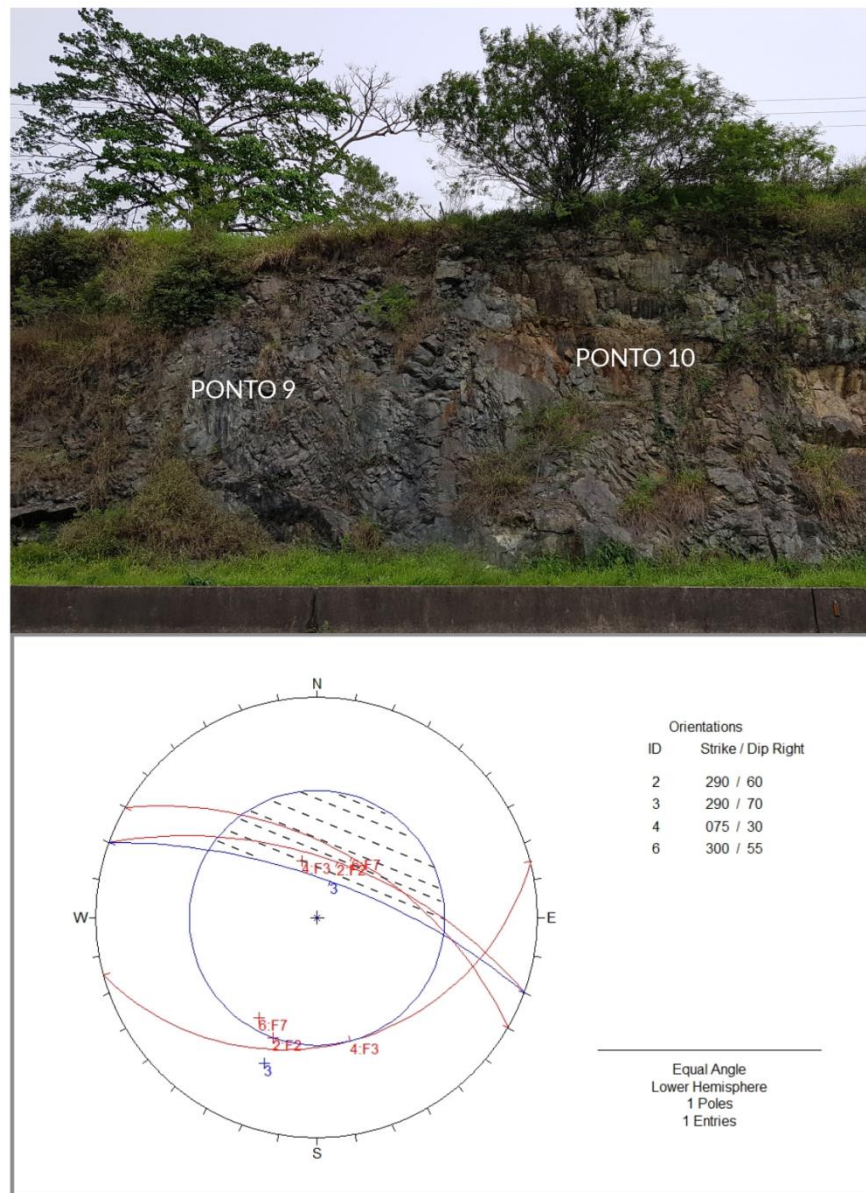 PONTO 9
PONTO 10
N
Orientations
ID Strike / Dip Right
2 290 / 60
3 290 / 70
4 075 / 30
6 300 / 55
4:F3
2:F2
6:F7
3
W
E
6:F7
2:F2
4:F3
3
S
Equal Angle
Lower Hemisphere
1 Poles
1 Entries